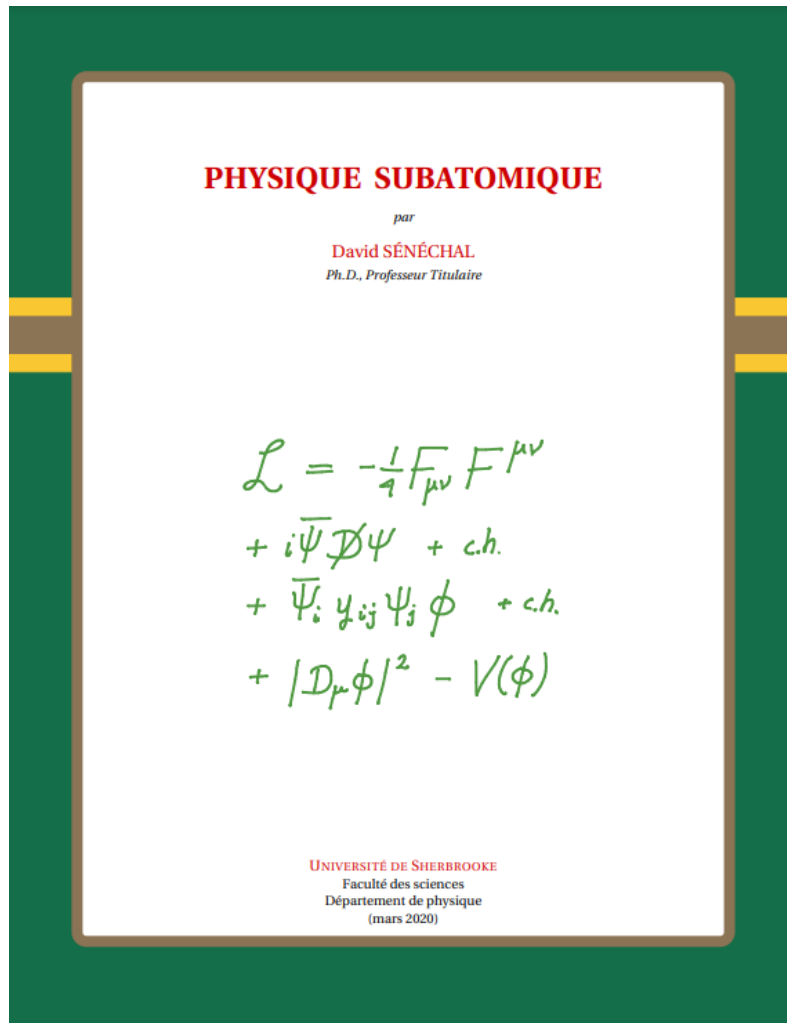 PHYSIQUE SUBATOMIQUE
par
David SÉNÉCHAL
Ph.D., Professeur Titulaire
ℒ = -¼ F_μν F^μν
+ iΨ̅D̸Ψ + c.h.
+ Ψ̅_i y_ij Ψ_j ϕ + c.h.
+ |D_μ ϕ|² - V(ϕ)
UNIVERSITÉ DE SHERBROOKE
Faculté des sciences
Département de physique
(mars 2020)